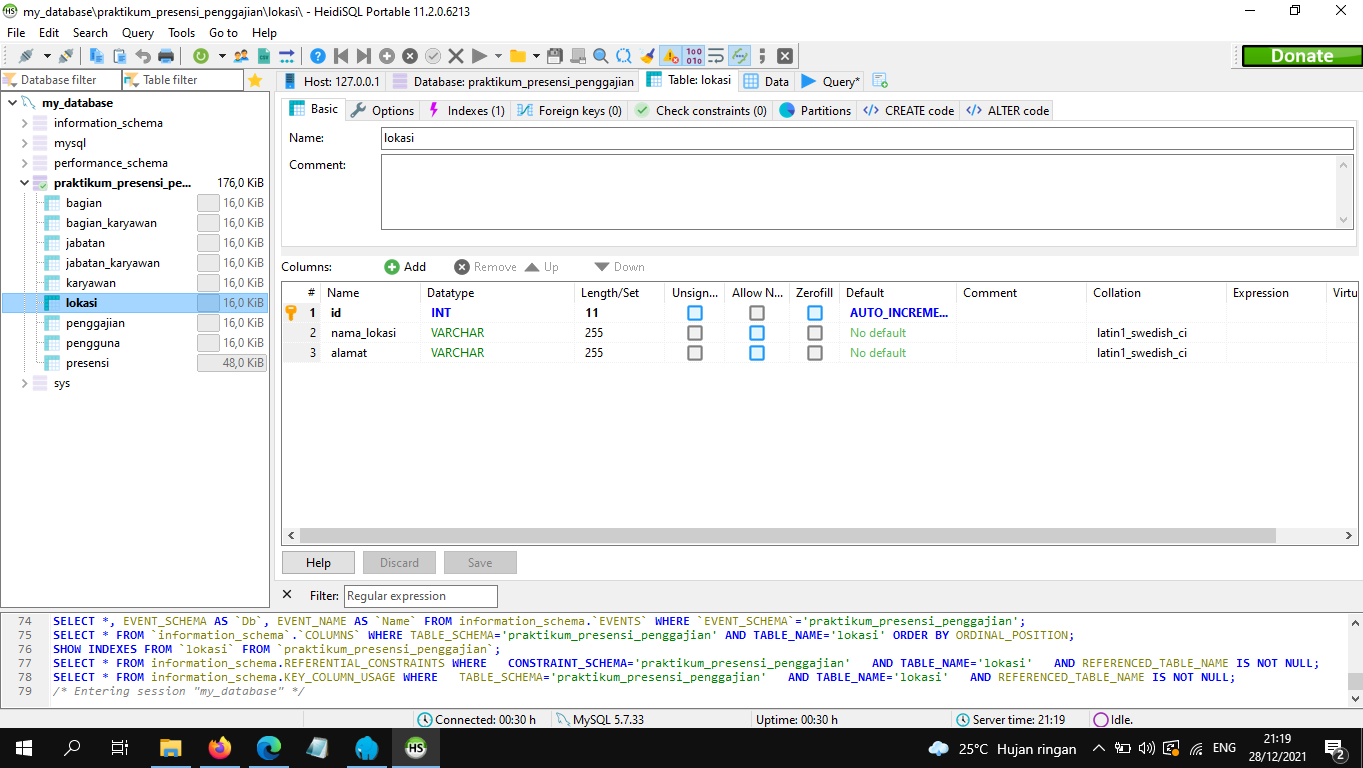 my_database\praktikum_presensi_penggajian\lokasi\ - HeidiSQL Portable 11.2.0.6213
File Edit Search Query Tools Go to Help
Donate
Database filter Table filter
Host: 127.0.0.1 Database: praktikum_presensi_penggajian Table: lokasi Data Query*
my_database
information_schema
mysql
performance_schema
praktikum_presensi_pe... 176,0 KiB
bagian 16,0 KiB
bagian_karyawan 16,0 KiB
jabatan 16,0 KiB
jabatan_karyawan 16,0 KiB
karyawan 16,0 KiB
lokasi 16,0 KiB
penggajian 16,0 KiB
pengguna 16,0 KiB
presensi 48,0 KiB
sys
Basic Options Indexes (1) Foreign keys (0) Check constraints (0) Partitions CREATE code ALTER code
Name: lokasi
Comment:
Columns: Add Remove Up Down
# Name Datatype Length/Set Unsign... Allow N... Zerofill Default Comment Collation Expression Virtu
1 id INT 11 AUTO_INCREME...
2 nama_lokasi VARCHAR 255 No default latin1_swedish_ci
3 alamat VARCHAR 255 No default latin1_swedish_ci
Help Discard Save
Filter: Regular expression
74 SELECT *, EVENT_SCHEMA AS `Db`, EVENT_NAME AS `Name` FROM information_schema.`EVENTS` WHERE `EVENT_SCHEMA`='praktikum_presensi_penggajian';
75 SELECT * FROM `information_schema`.`COLUMNS` WHERE TABLE_SCHEMA='praktikum_presensi_penggajian' AND TABLE_NAME='lokasi' ORDER BY ORDINAL_POSITION;
76 SHOW INDEXES FROM `lokasi` FROM `praktikum_presensi_penggajian`;
77 SELECT * FROM information_schema.REFERENTIAL_CONSTRAINTS WHERE CONSTRAINT_SCHEMA='praktikum_presensi_penggajian' AND TABLE_NAME='lokasi' AND REFERENCED_TABLE_NAME IS NOT NULL;
78 SELECT * FROM information_schema.KEY_COLUMN_USAGE WHERE TABLE_SCHEMA='praktikum_presensi_penggajian' AND TABLE_NAME='lokasi' AND REFERENCED_TABLE_NAME IS NOT NULL;
79 /* Entering session "my_database" */
Connected: 00:30 h MySQL 5.7.33 Uptime: 00:30 h Server time: 21:19 Idle.
HS 25°C Hujan ringan ENG 21:19
28/12/2021 2